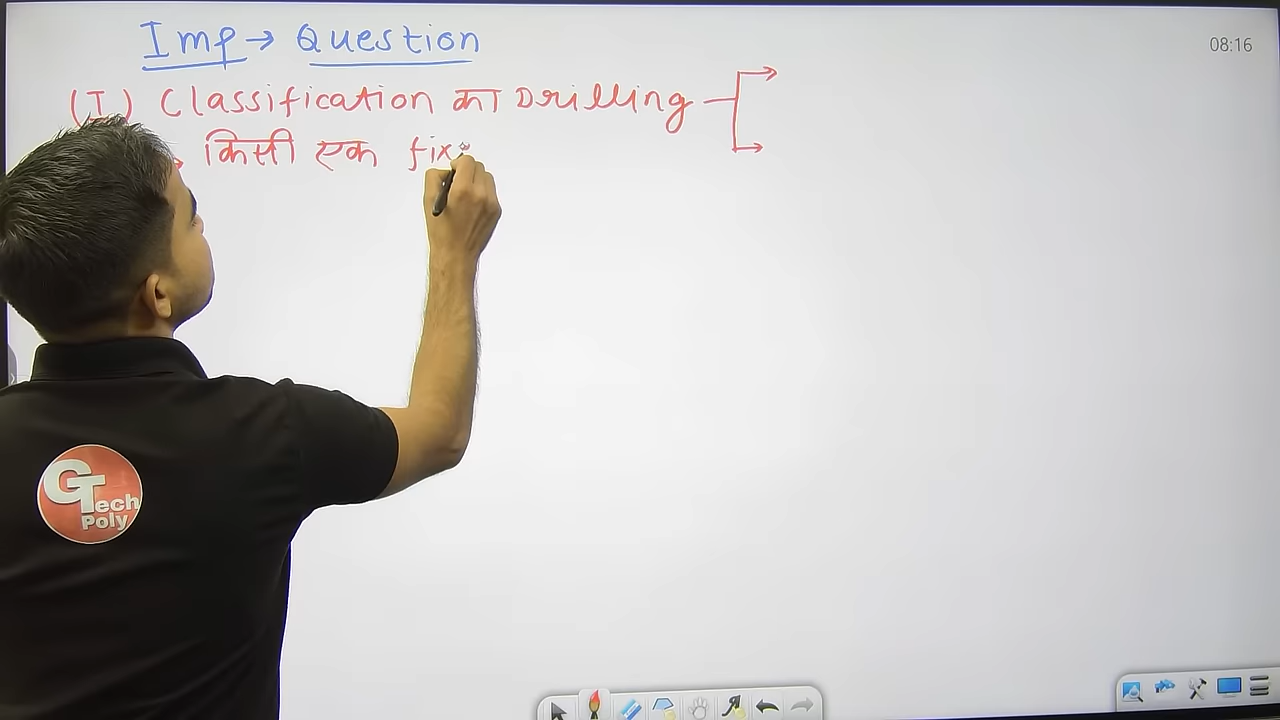 Imp → Question
08:16
(I) Classification का Drilling
किसी एक fix
GTech
Poly